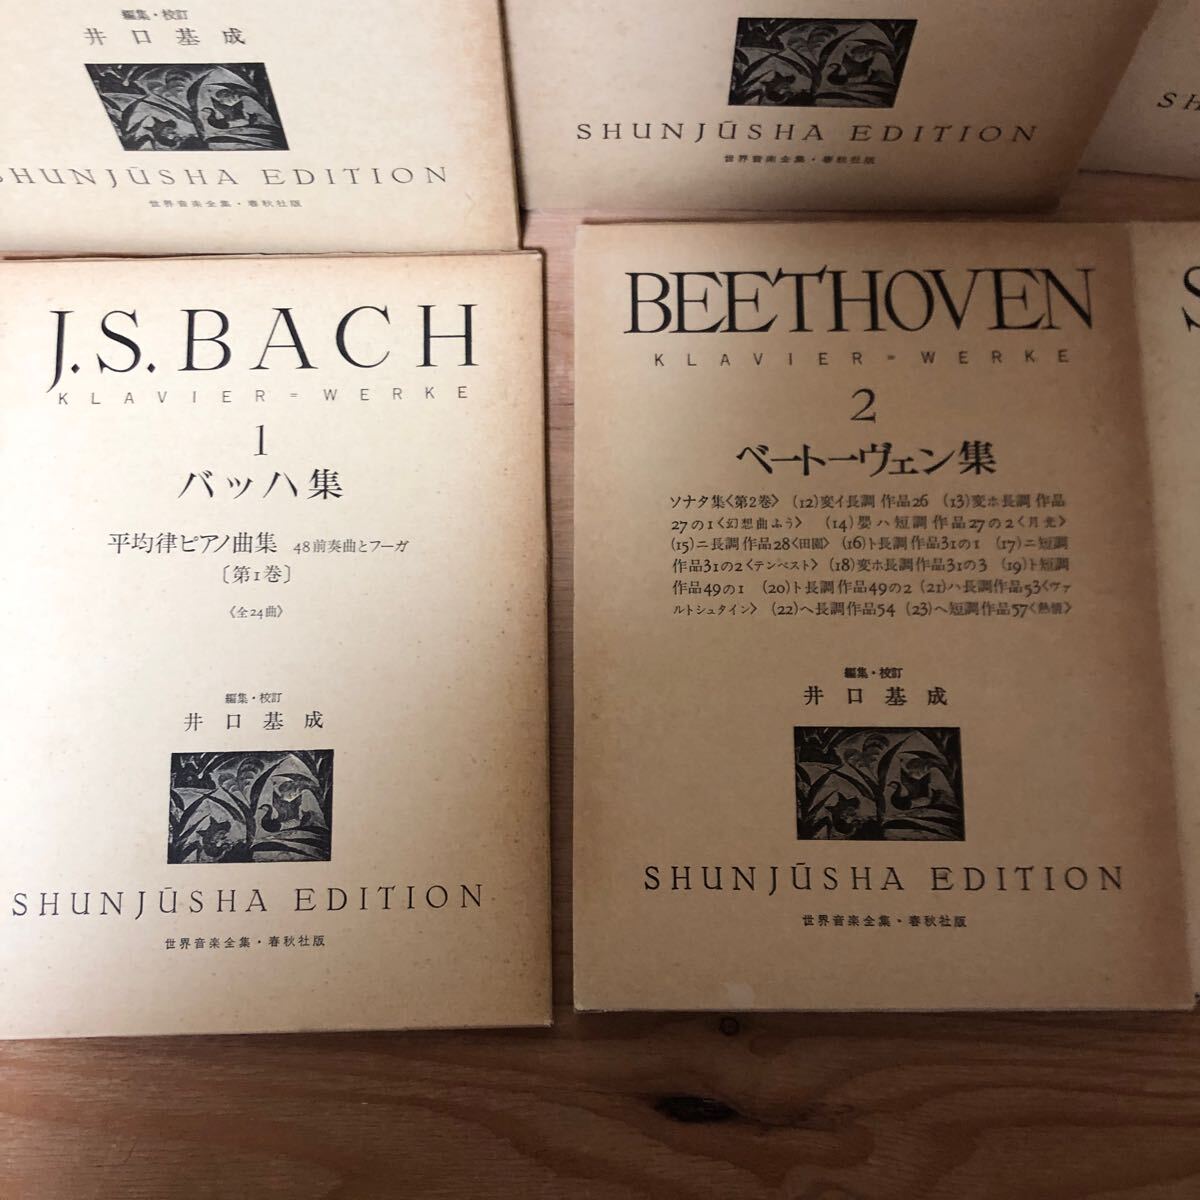 編集・校訂
井口基成
SHUNJŪSHA EDITION
世界音楽全集・春秋社版
SHUNJŪSHA EDITION
世界音楽全集・春秋社版
SH
J.S.BACH
KLAVIER=WERKE
1
バッハ集
平均律ピアノ曲集 48前奏曲とフーガ
〔第1巻〕
〈全24曲〉
編集・校訂
井口基成
SHUNJŪSHA EDITION
世界音楽全集・春秋社版
BEETHOVEN
KLAVIER=WERKE
2
ベートーヴェン集
ソナタ集〈第2巻〉 (12)変イ長調 作品26 (13)変ホ長調 作品
27の1〈幻想曲ふう〉 (14)嬰ハ短調 作品27の2〈月光〉
(15)ニ長調 作品28〈田園〉 (16)ト長調 作品31の1 (17)ニ短調
作品31の2〈テンペスト〉 (18)変ホ長調 作品31の3 (19)ト短調
作品49の1 (20)ト長調 作品49の2 (21)ハ長調 作品53〈ヴァ
ルトシュタイン〉 (22)ヘ長調 作品54 (23)ヘ短調 作品57〈熱情〉
編集・校訂
井口基成
SHUNJŪSHA EDITION
世界音楽全集・春秋社版
S